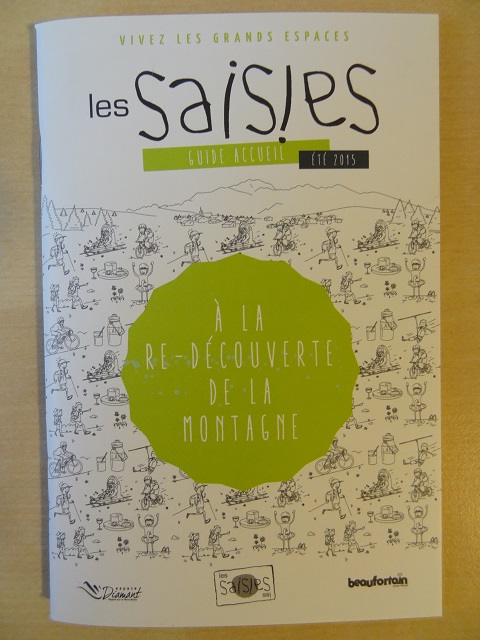 VIVEZ LES GRANDS ESPACES
les saisies
GUIDE ACCUEIL
ÉTÉ 2015
À LA
RE-DÉCOUVERTE
DE LA
MONTAGNE
ESPACE
Diamant
les
saisies
beaufortain